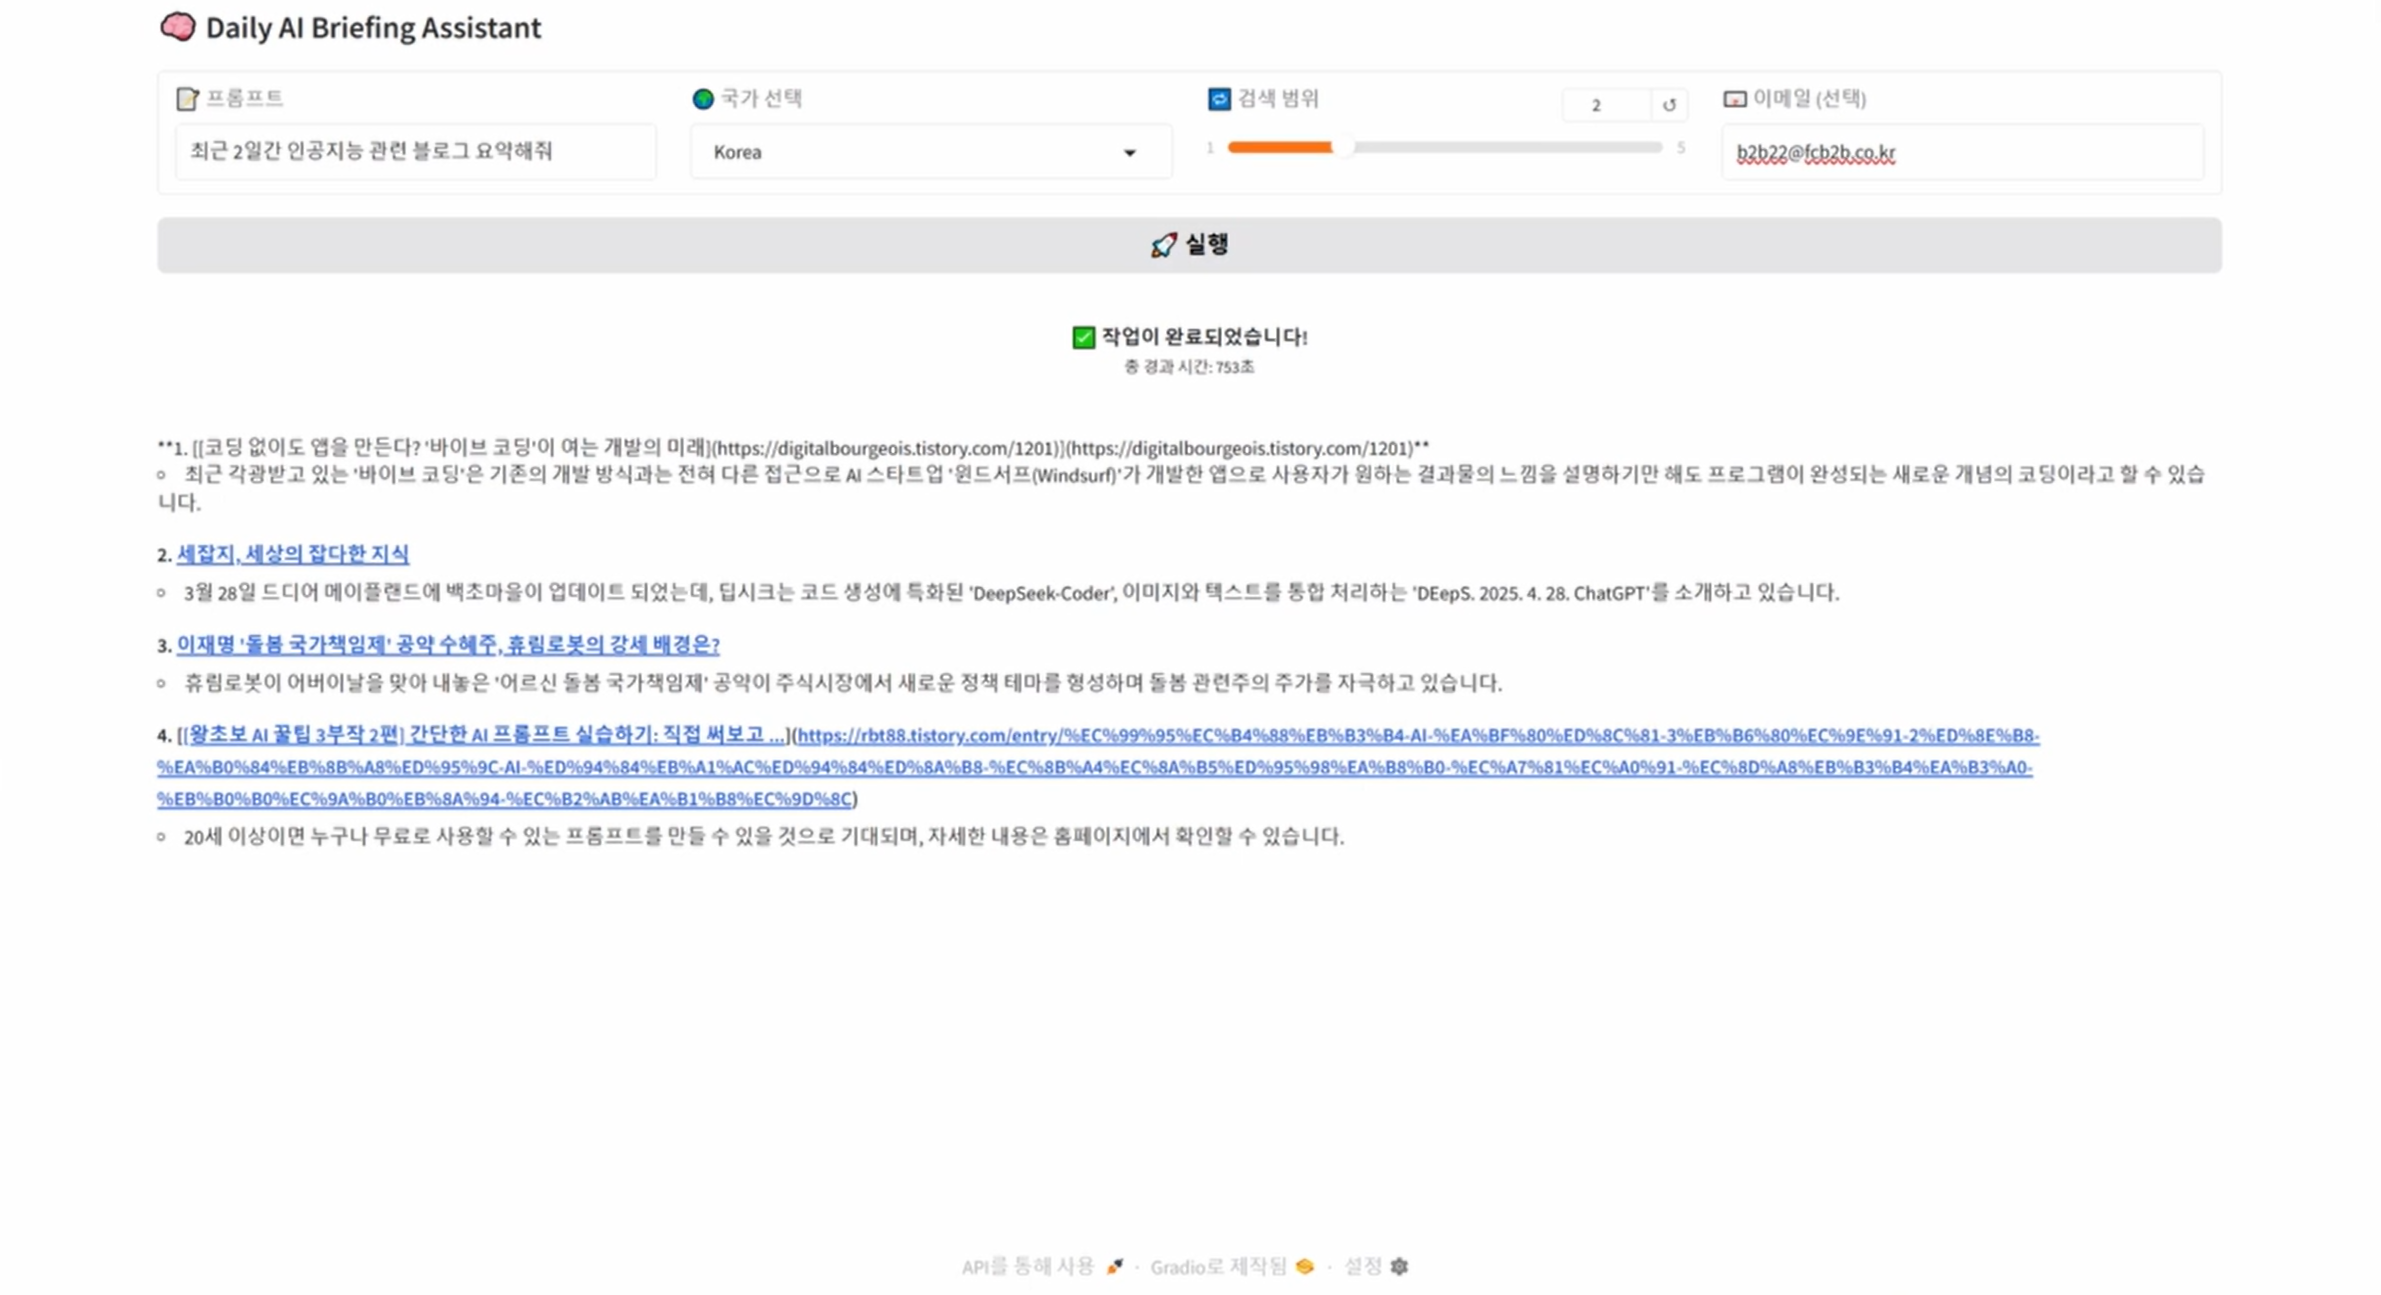 Daily AI Briefing Assistant
프롬프트
국가 선택
검색 범위
2
이메일 (선택)
최근 2일간 인공지능 관련 블로그 요약해줘
Korea
1
5
b2b22@fcb2b.co.kr
실행
작업이 완료되었습니다!
총 경과 시간: 753초
**1. [[코딩 없이도 앱을 만든다? '바이브 코딩'이 여는 개발의 미래](https://digitalbourgeois.tistory.com/1201)](https://digitalbourgeois.tistory.com/1201)**
최근 각광받고 있는 '바이브 코딩'은 기존의 개발 방식과는 전혀 다른 접근으로 AI 스타트업 '윈드서프(Windsurf)'가 개발한 앱으로 사용자가 원하는 결과물의 느낌을 설명하기만 해도 프로그램이 완성되는 새로운 개념의 코딩이라고 할 수 있습
니다.
2. 세잡지, 세상의 잡다한 지식
3월 28일 드디어 메이플랜드에 백초마을이 업데이트 되었는데, 딥시크는 코드 생성에 특화된 'DeepSeek-Coder', 이미지와 텍스트를 통합 처리하는 'DEepS. 2025. 4. 28. ChatGPT'를 소개하고 있습니다.
3. 이재명 '돌봄 국가책임제' 공약 수혜주, 휴림로봇의 강세 배경은?
휴림로봇이 어버이날을 맞아 내놓은 '어르신 돌봄 국가책임제' 공약이 주식시장에서 새로운 정책 테마를 형성하며 돌봄 관련주의 주가를 자극하고 있습니다.
4. [[왕초보 AI 꿀팁 3부작 2편] 간단한 AI 프롬프트 실습하기: 직접 써보고 ...](https://rbt88.tistory.com/entry/%EC%99%95%EC%B4%88%EB%B3%B4-AI-%EA%BF%80%ED%8C%81-3%EB%B6%80%EC%9E%91-2%ED%8E%B8-
%EA%B0%84%EB%8B%A8%ED%95%9C-AI-%ED%94%84%EB%A1%AC%ED%94%84%ED%8A%B8-%EC%8B%A4%EC%8A%B5%ED%95%98%EA%B8%B0-%EC%A7%81%EC%A0%91-%EC%8D%A8%EB%B3%B4%EA%B3%A0-
%EB%B0%B0%EC%9A%B0%EB%8A%94-%EC%B2%AB%EA%B1%B8%EC%9D%8C)
20세 이상이면 누구나 무료로 사용할 수 있는 프롬프트를 만들 수 있을 것으로 기대되며, 자세한 내용은 홈페이지에서 확인할 수 있습니다.
API를 통해 사용 · Gradio로 제작됨 · 설정